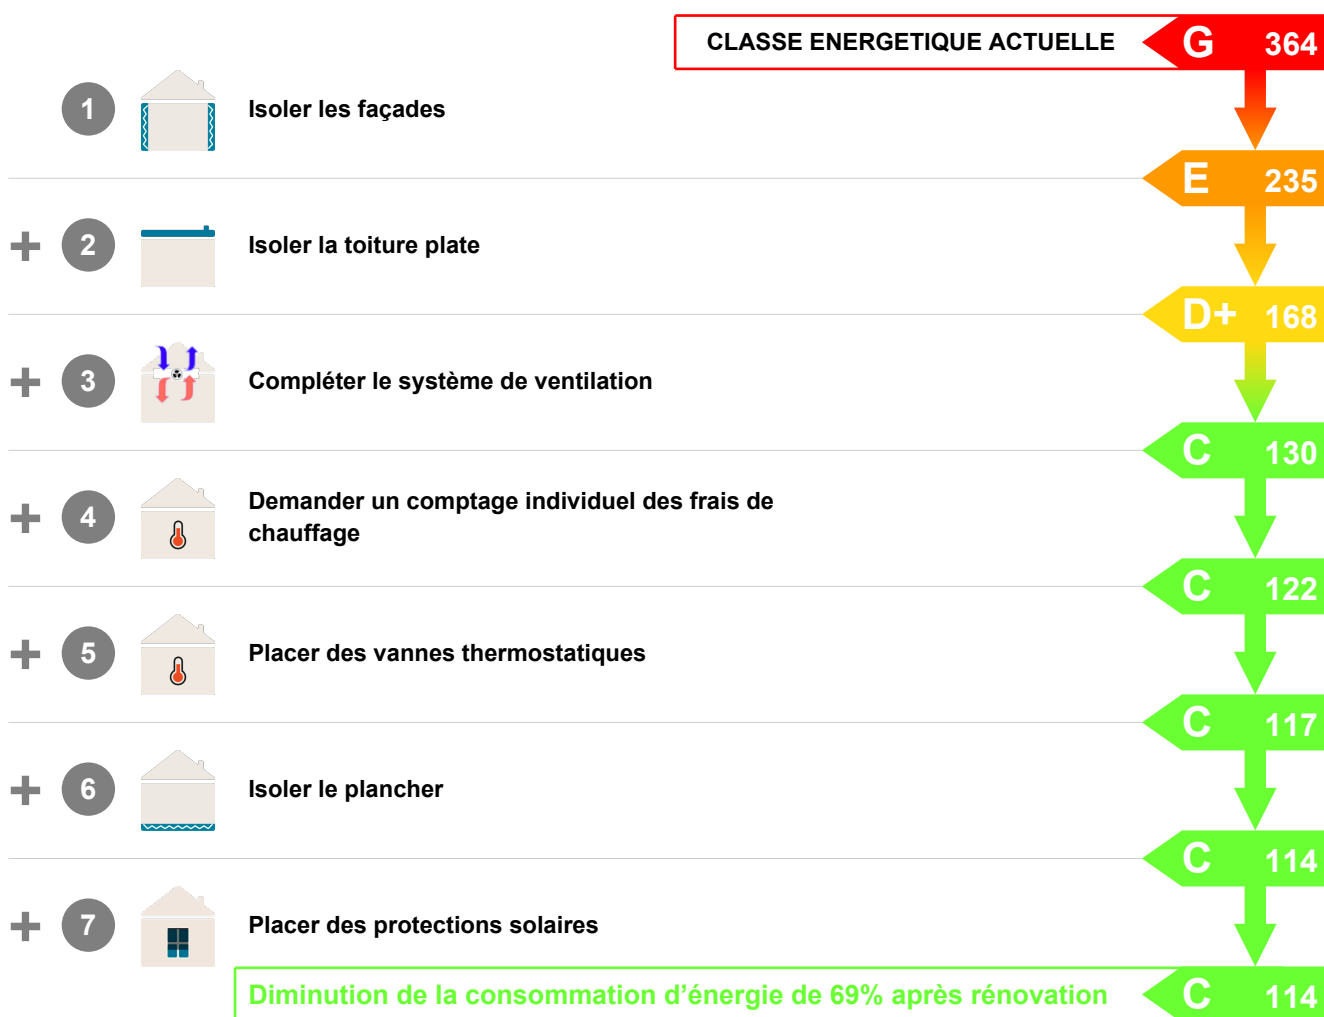 CLASSE ENERGETIQUE ACTUELLE G 364
1 Isoler les façades
E 235
+ 2 Isoler la toiture plate
D+ 168
+ 3 Compléter le système de ventilation
C 130
+ 4 Demander un comptage individuel des frais de
chauffage
C 122
+ 5 Placer des vannes thermostatiques
C 117
+ 6 Isoler le plancher
C 114
+ 7 Placer des protections solaires
Diminution de la consommation d’énergie de 69% après rénovation C 114